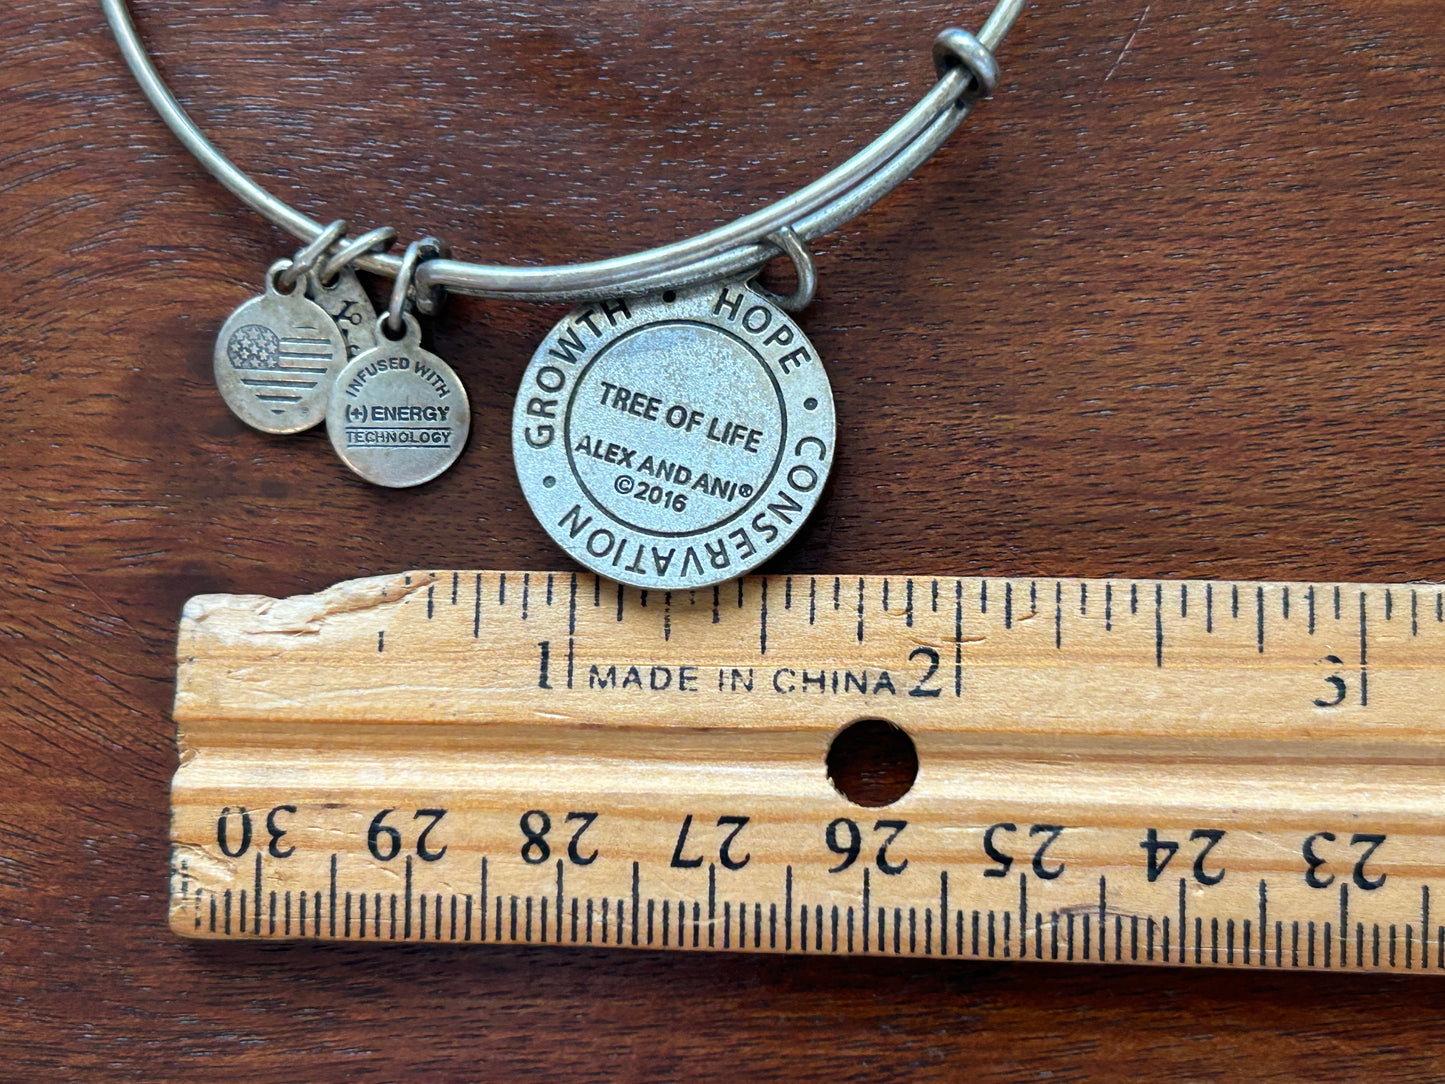 INFUSED WITH
(+) ENERGY
TECHNOLOGY
GROWTH • HOPE • CONSERVATION •
TREE OF LIFE
ALEX AND ANI®
©2016
1 MADE IN CHINA 2 3
30 29 28 27 26 25 24 23